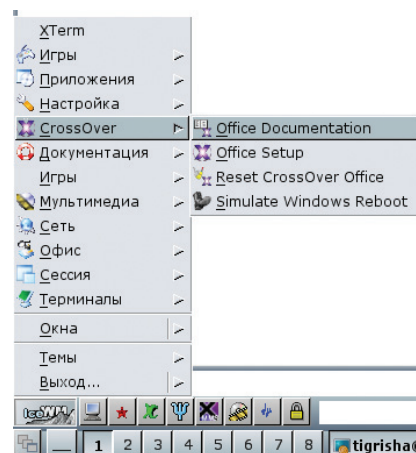 XTerm
Игры
Приложения
Настройка
CrossOver
Office Documentation
Документация
Office Setup
Игры
Reset CrossOver Office
Мультимедиа
Simulate Windows Reboot
Сеть
Офис
Сессия
Терминалы
Окна
Темы
Выход...
IceWM
1 2 3 4 5 6 7 8 tigrisha@